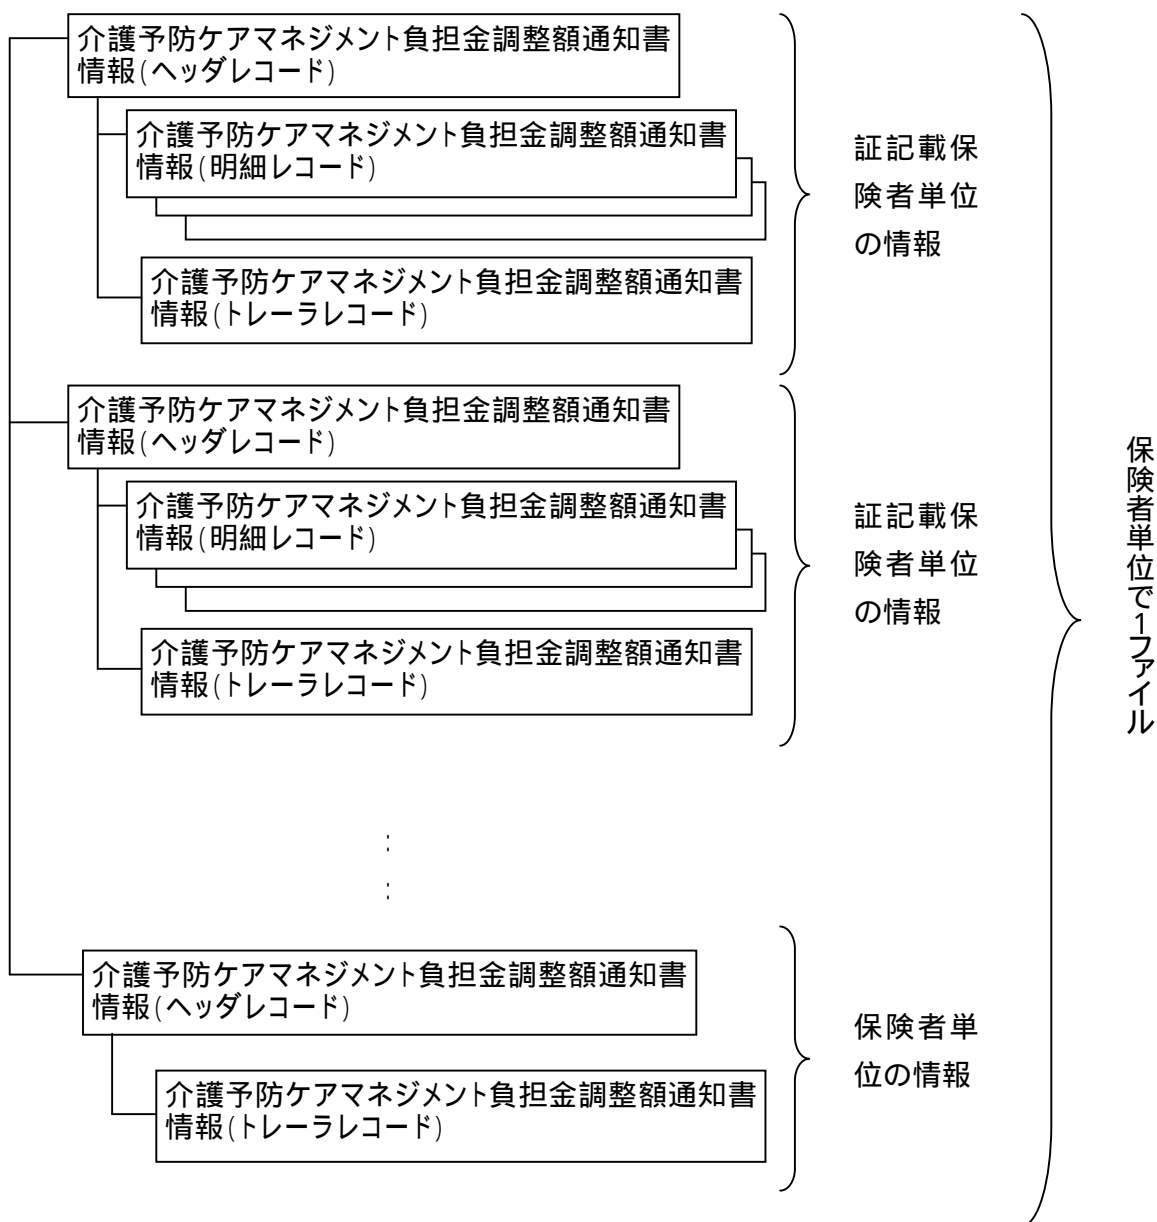 介護予防ケアマネジメント負担金調整額通知書
情報(ヘッダレコード)
介護予防ケアマネジメント負担金調整額通知書
情報(明細レコード)
介護予防ケアマネジメント負担金調整額通知書
情報(トレーラレコード)
証記載保
険者単位
の情報
介護予防ケアマネジメント負担金調整額通知書
情報(ヘッダレコード)
介護予防ケアマネジメント負担金調整額通知書
情報(明細レコード)
介護予防ケアマネジメント負担金調整額通知書
情報(トレーラレコード)
証記載保
険者単位
の情報
:
:
介護予防ケアマネジメント負担金調整額通知書
情報(ヘッダレコード)
介護予防ケアマネジメント負担金調整額通知書
情報(トレーラレコード)
保険者単
位の情報
保険者単位で1ファイル